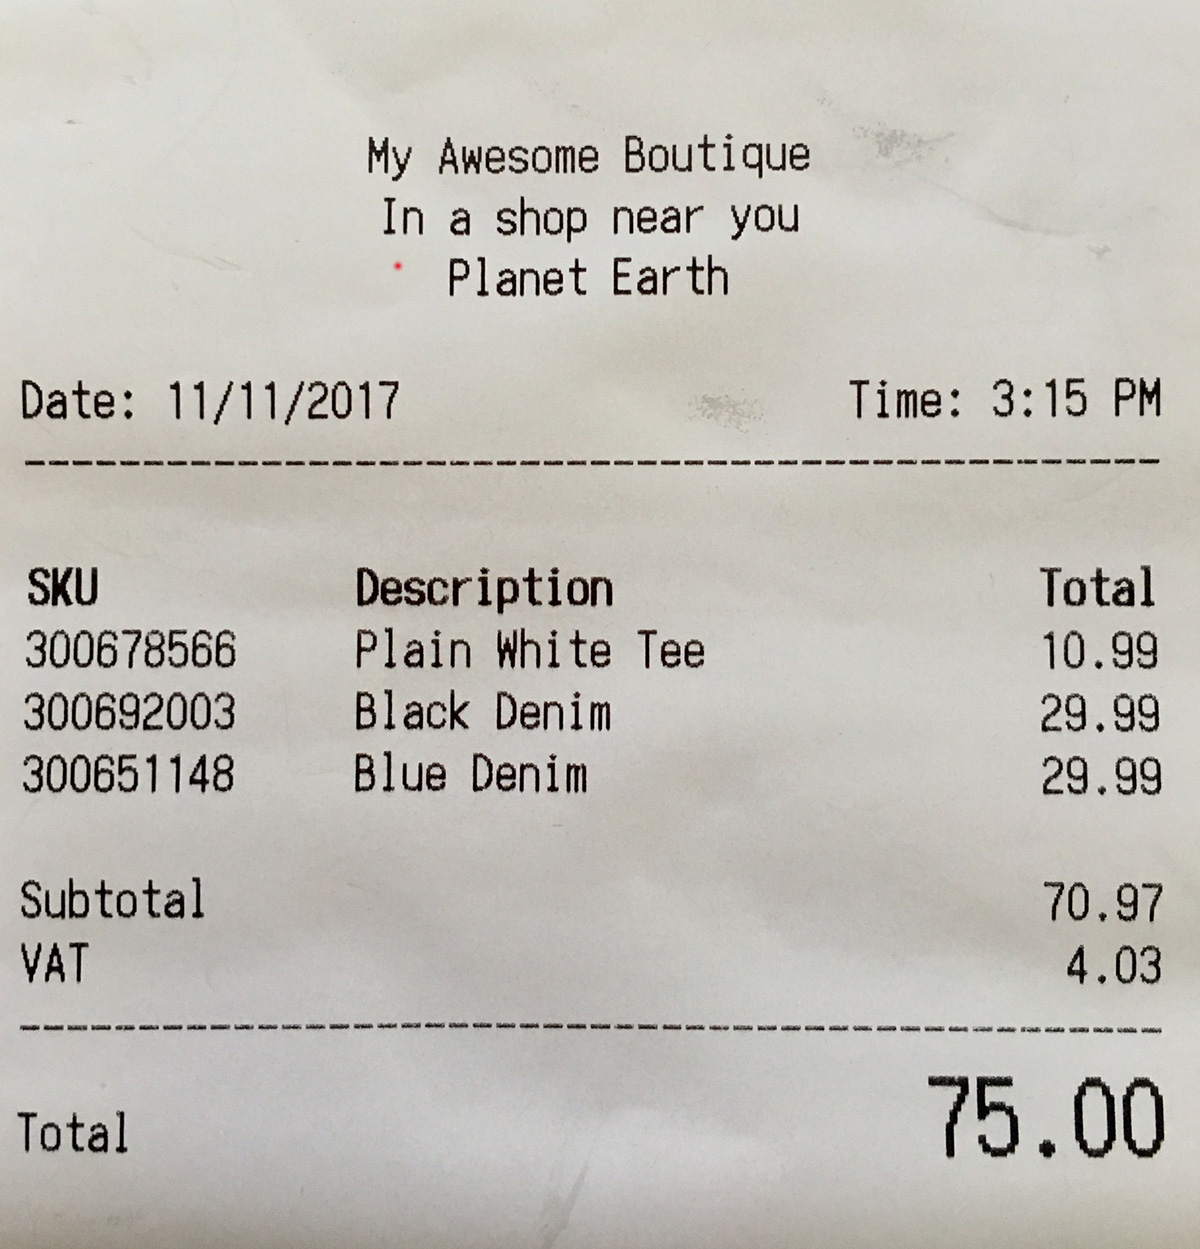 My Awesome Boutique
In a shop near you
Planet Earth
Date: 11/11/2017 Time: 3:15 PM
SKU Description Total
300678566 Plain White Tee 10.99
300692003 Black Denim 29.99
300651148 Blue Denim 29.99
Subtotal 70.97
VAT 4.03
Total 75.00